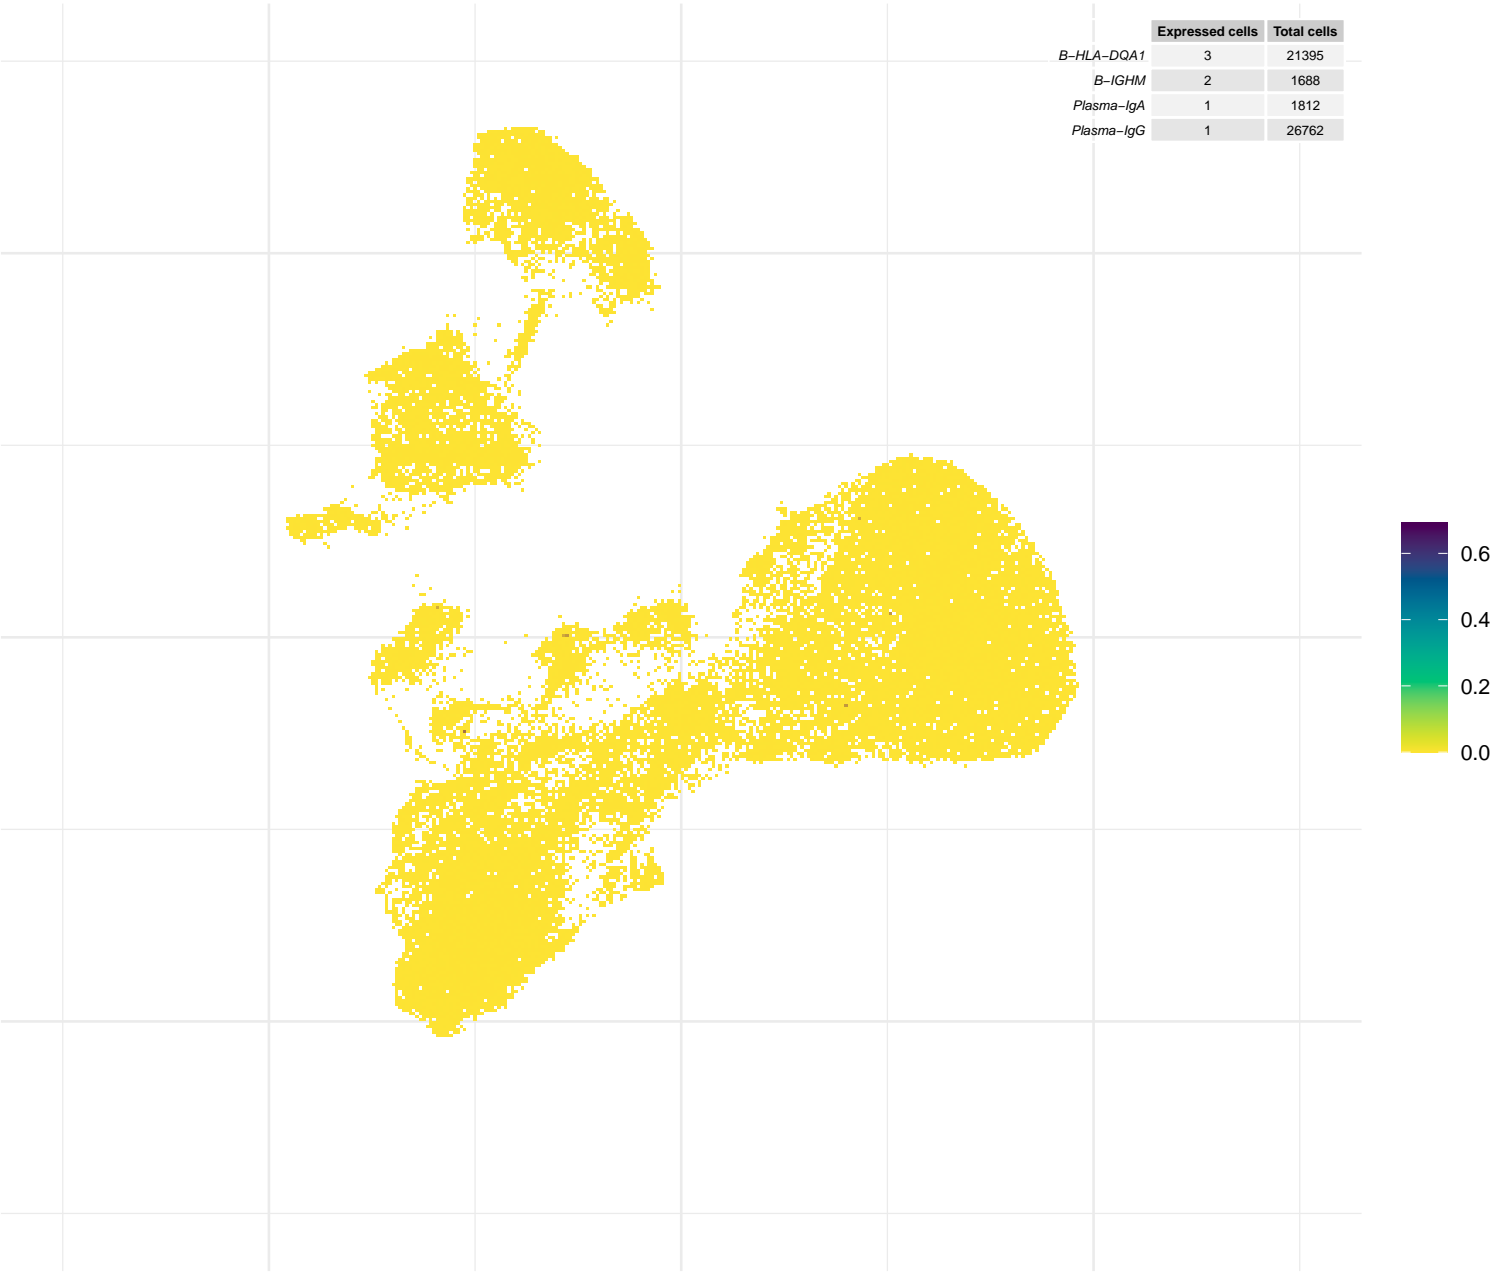 Expressed cells Total cells
B−HLA−DQA1 3 21395
B−IGHM 2 1688
Plasma−IgA 1 1812
Plasma−IgG 1 26762
0.6
0.4
0.2
0.0